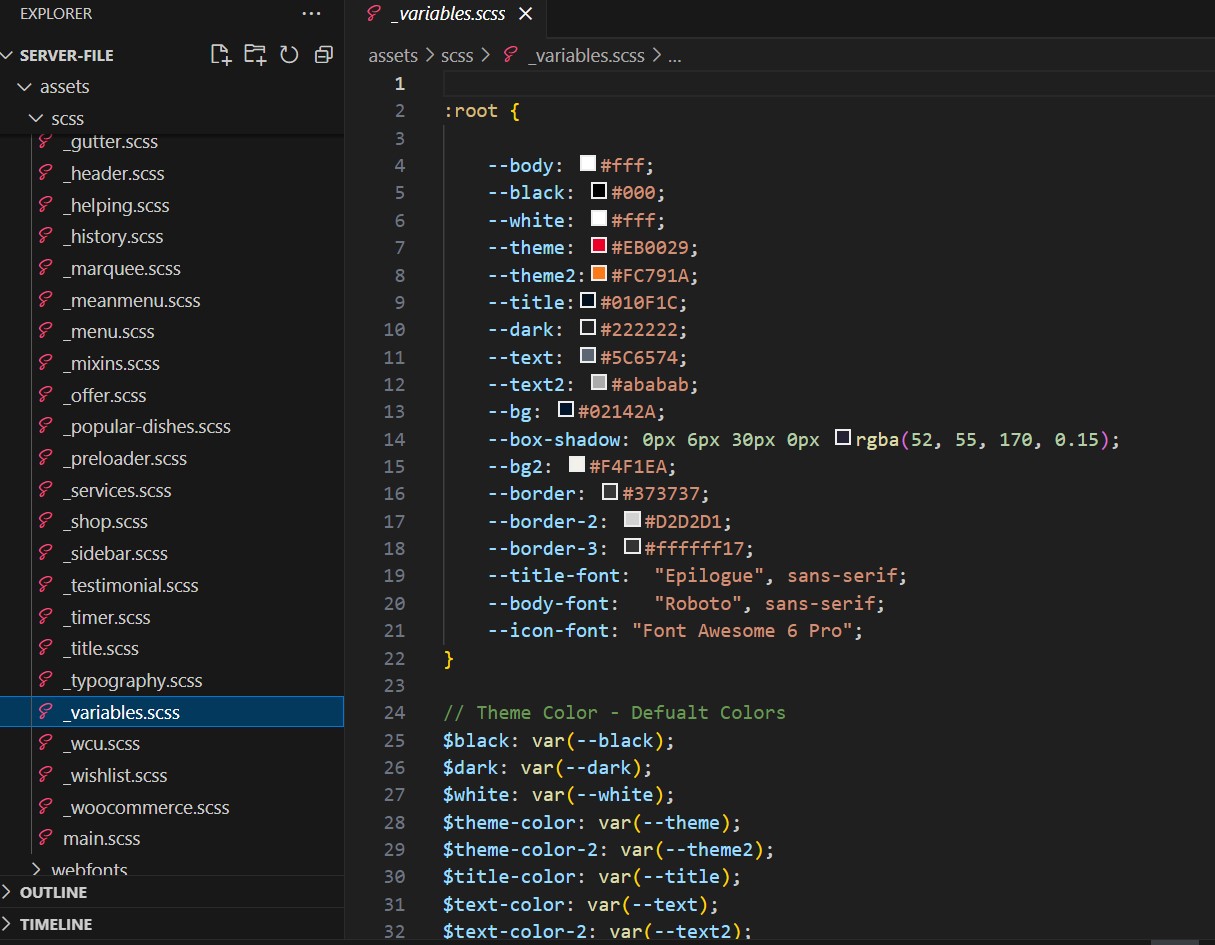 EXPLORER
SERVER-FILE
assets
scss
_gutter.scss
_header.scss
_helping.scss
_history.scss
_marquee.scss
_meanmenu.scss
_menu.scss
_mixins.scss
_offer.scss
_popular-dishes.scss
_preloader.scss
_services.scss
_shop.scss
_sidebar.scss
_testimonial.scss
_timer.scss
_title.scss
_typography.scss
_variables.scss
_wcu.scss
_wishlist.scss
_woocommerce.scss
main.scss
webfonts
OUTLINE
TIMELINE
_variables.scss
assets > scss > _variables.scss > ...
1
2 :root {
3
4 --body: #fff;
5 --black: #000;
6 --white: #fff;
7 --theme: #EB0029;
8 --theme2: #FC791A;
9 --title: #010F1C;
10 --dark: #222222;
11 --text: #5C6574;
12 --text2: #ababab;
13 --bg: #02142A;
14 --box-shadow: 0px 6px 30px 0px rgba(52, 55, 170, 0.15);
15 --bg2: #F4F1EA;
16 --border: #373737;
17 --border-2: #D2D2D1;
18 --border-3: #ffffff17;
19 --title-font: "Epilogue", sans-serif;
20 --body-font: "Roboto", sans-serif;
21 --icon-font: "Font Awesome 6 Pro";
22 }
23
24 // Theme Color - Defualt Colors
25 $black: var(--black);
26 $dark: var(--dark);
27 $white: var(--white);
28 $theme-color: var(--theme);
29 $theme-color-2: var(--theme2);
30 $title-color: var(--title);
31 $text-color: var(--text);
32 $text-color-2: var(--text2);